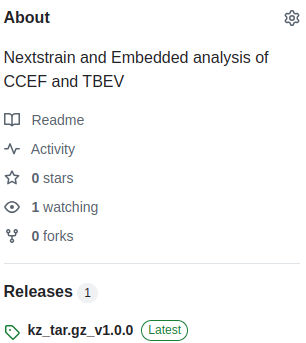 About
Nextstrain and Embedded analysis of
CCEF and TBEV
Readme
Activity
0 stars
1 watching
0 forks
Releases 1
kz_tar.gz_v1.0.0 Latest